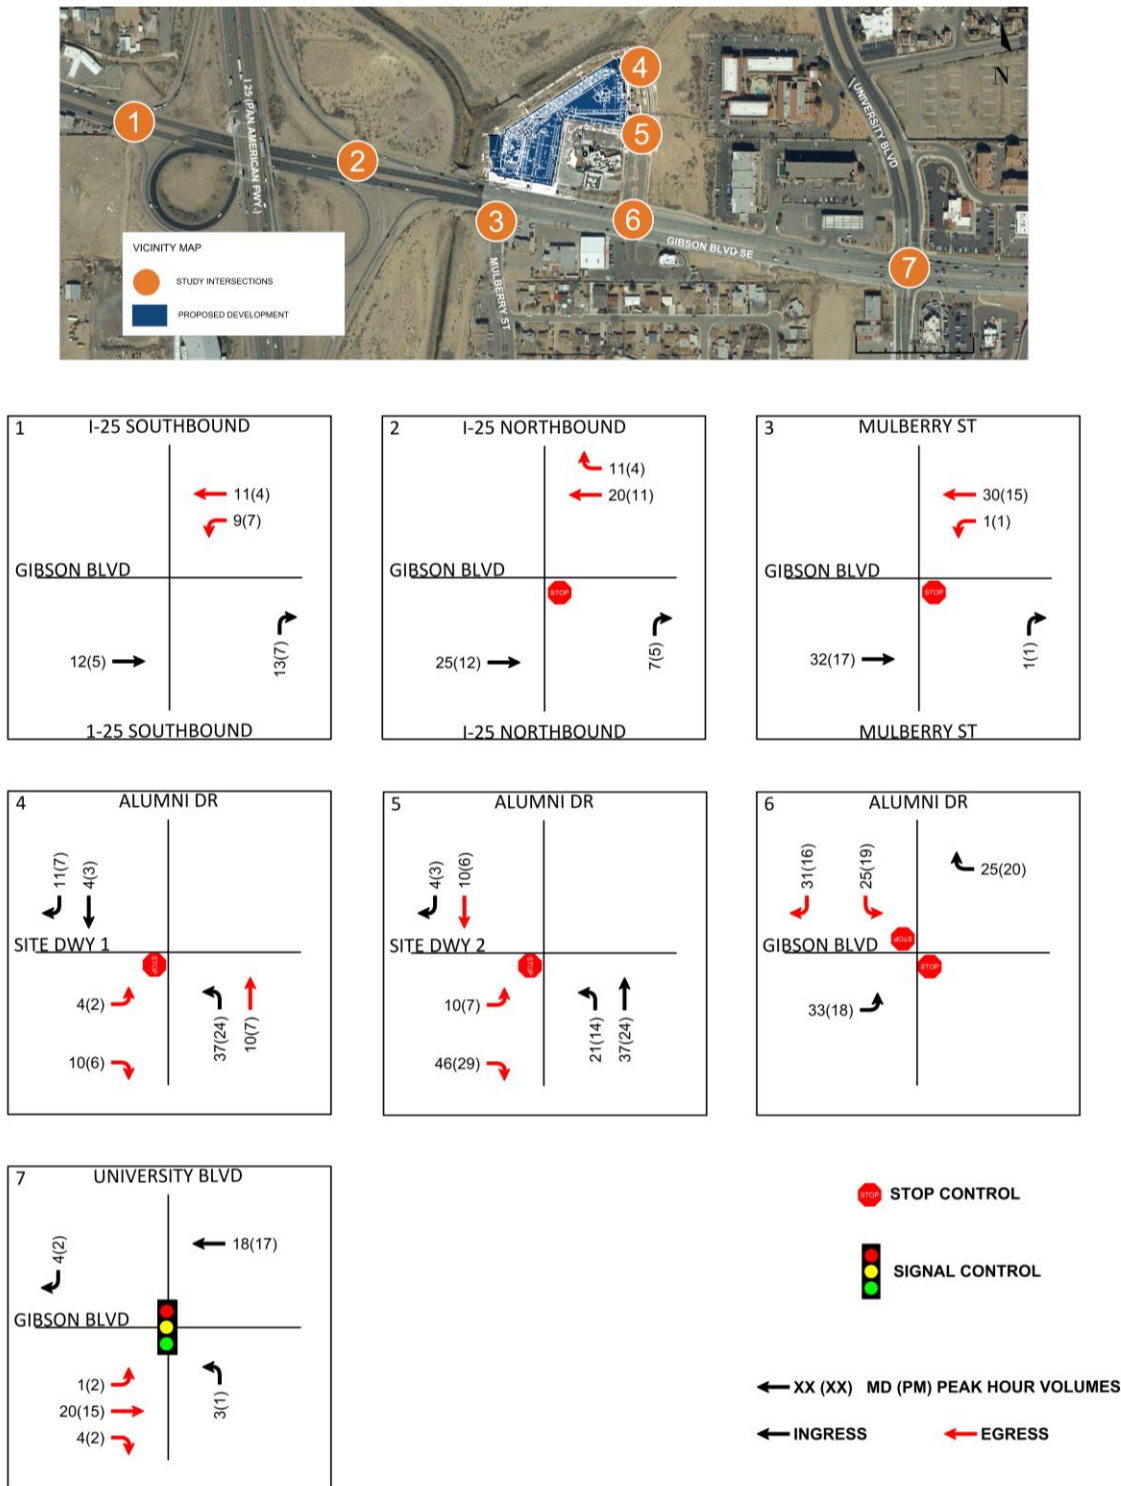 1
2
3
4
5
6
7
N
I 25 (PAN AMERICAN FWY.)
UNIVERSITY BLVD
GIBSON BLVD SE
MULBERRY ST
VICINITY MAP
STUDY INTERSECTIONS
PROPOSED DEVELOPMENT
1
I-25 SOUTHBOUND
11(4)
9(7)
GIBSON BLVD
12(5)
13(7)
1-25 SOUTHBOUND
2
I-25 NORTHBOUND
11(4)
20(11)
GIBSON BLVD
STOP
25(12)
7(5)
I-25 NORTHBOUND
3
MULBERRY ST
30(15)
1(1)
GIBSON BLVD
STOP
32(17)
1(1)
MULBERRY ST
4
ALUMNI DR
11(7)
4(3)
SITE DWY 1
STOP
4(2)
10(6)
37(24)
10(7)
5
ALUMNI DR
4(3)
10(6)
SITE DWY 2
STOP
10(7)
46(29)
21(14)
37(24)
6
ALUMNI DR
31(16)
25(19)
25(20)
GIBSON BLVD
STOP
STOP
33(18)
7
UNIVERSITY BLVD
4(2)
18(17)
GIBSON BLVD
1(2)
20(15)
4(2)
3(1)
STOP
STOP CONTROL
SIGNAL CONTROL
XX (XX) MD (PM) PEAK HOUR VOLUMES
INGRESS
EGRESS